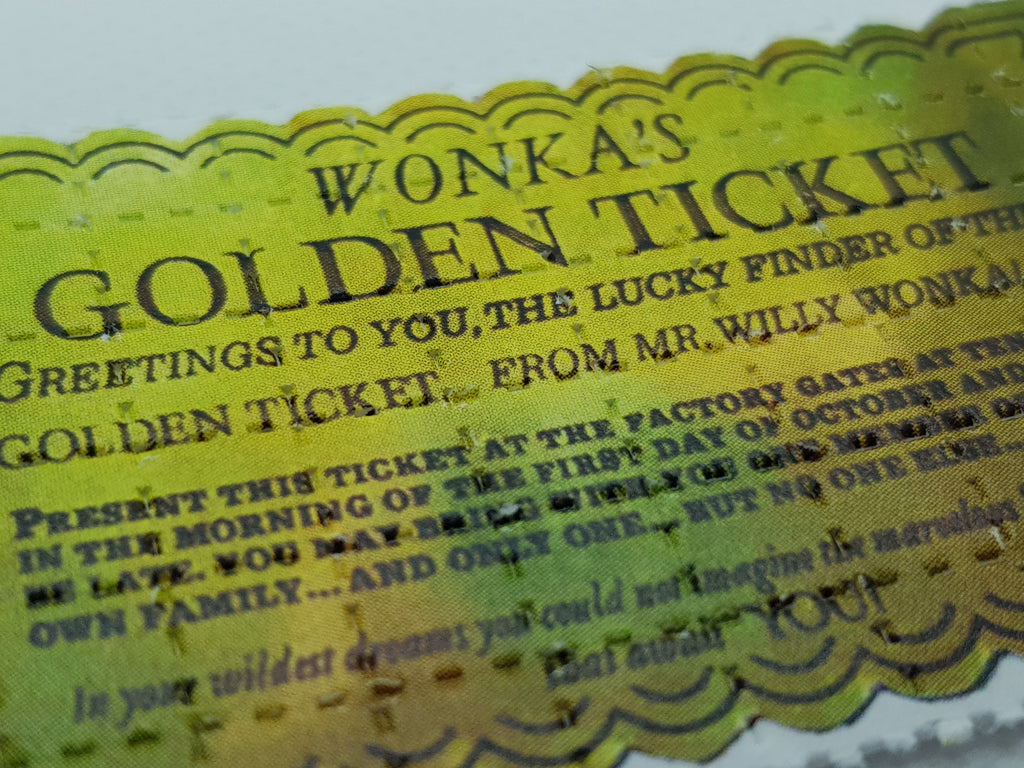 WONKA'S
GOLDEN TICKET
GREETINGS TO YOU, THE LUCKY FINDER OF TH
GOLDEN TICKET... FROM MR. WILLY WONKA!
PRESENT THIS TICKET AT THE FACTORY GATES AT TEN
IN THE MORNING OF THE FIRST DAY OF OCTOBER AND
BE LATE. YOU MAY BRING WITH YOU ONE MEMBER O
OWN FAMILY... AND ONLY ONE... BUT NO ONE ELSE
In your wildest dreams you could not imagine the marvelous
that await YOU!